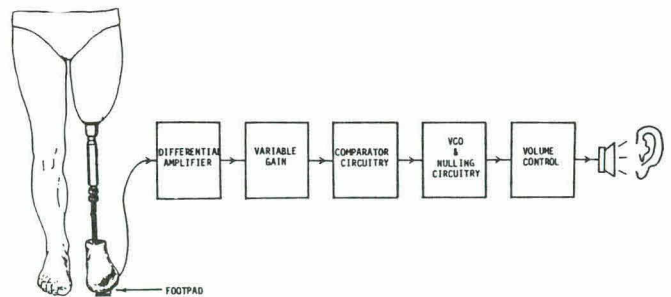 DIFFERENTIAL
AMPLIFIER
VARIABLE
GAIN
COMPARATOR
CIRCUITRY
VCO
&
NULLING
CIRCUITRY
VOLUME
CONTROL
FOOTPAD